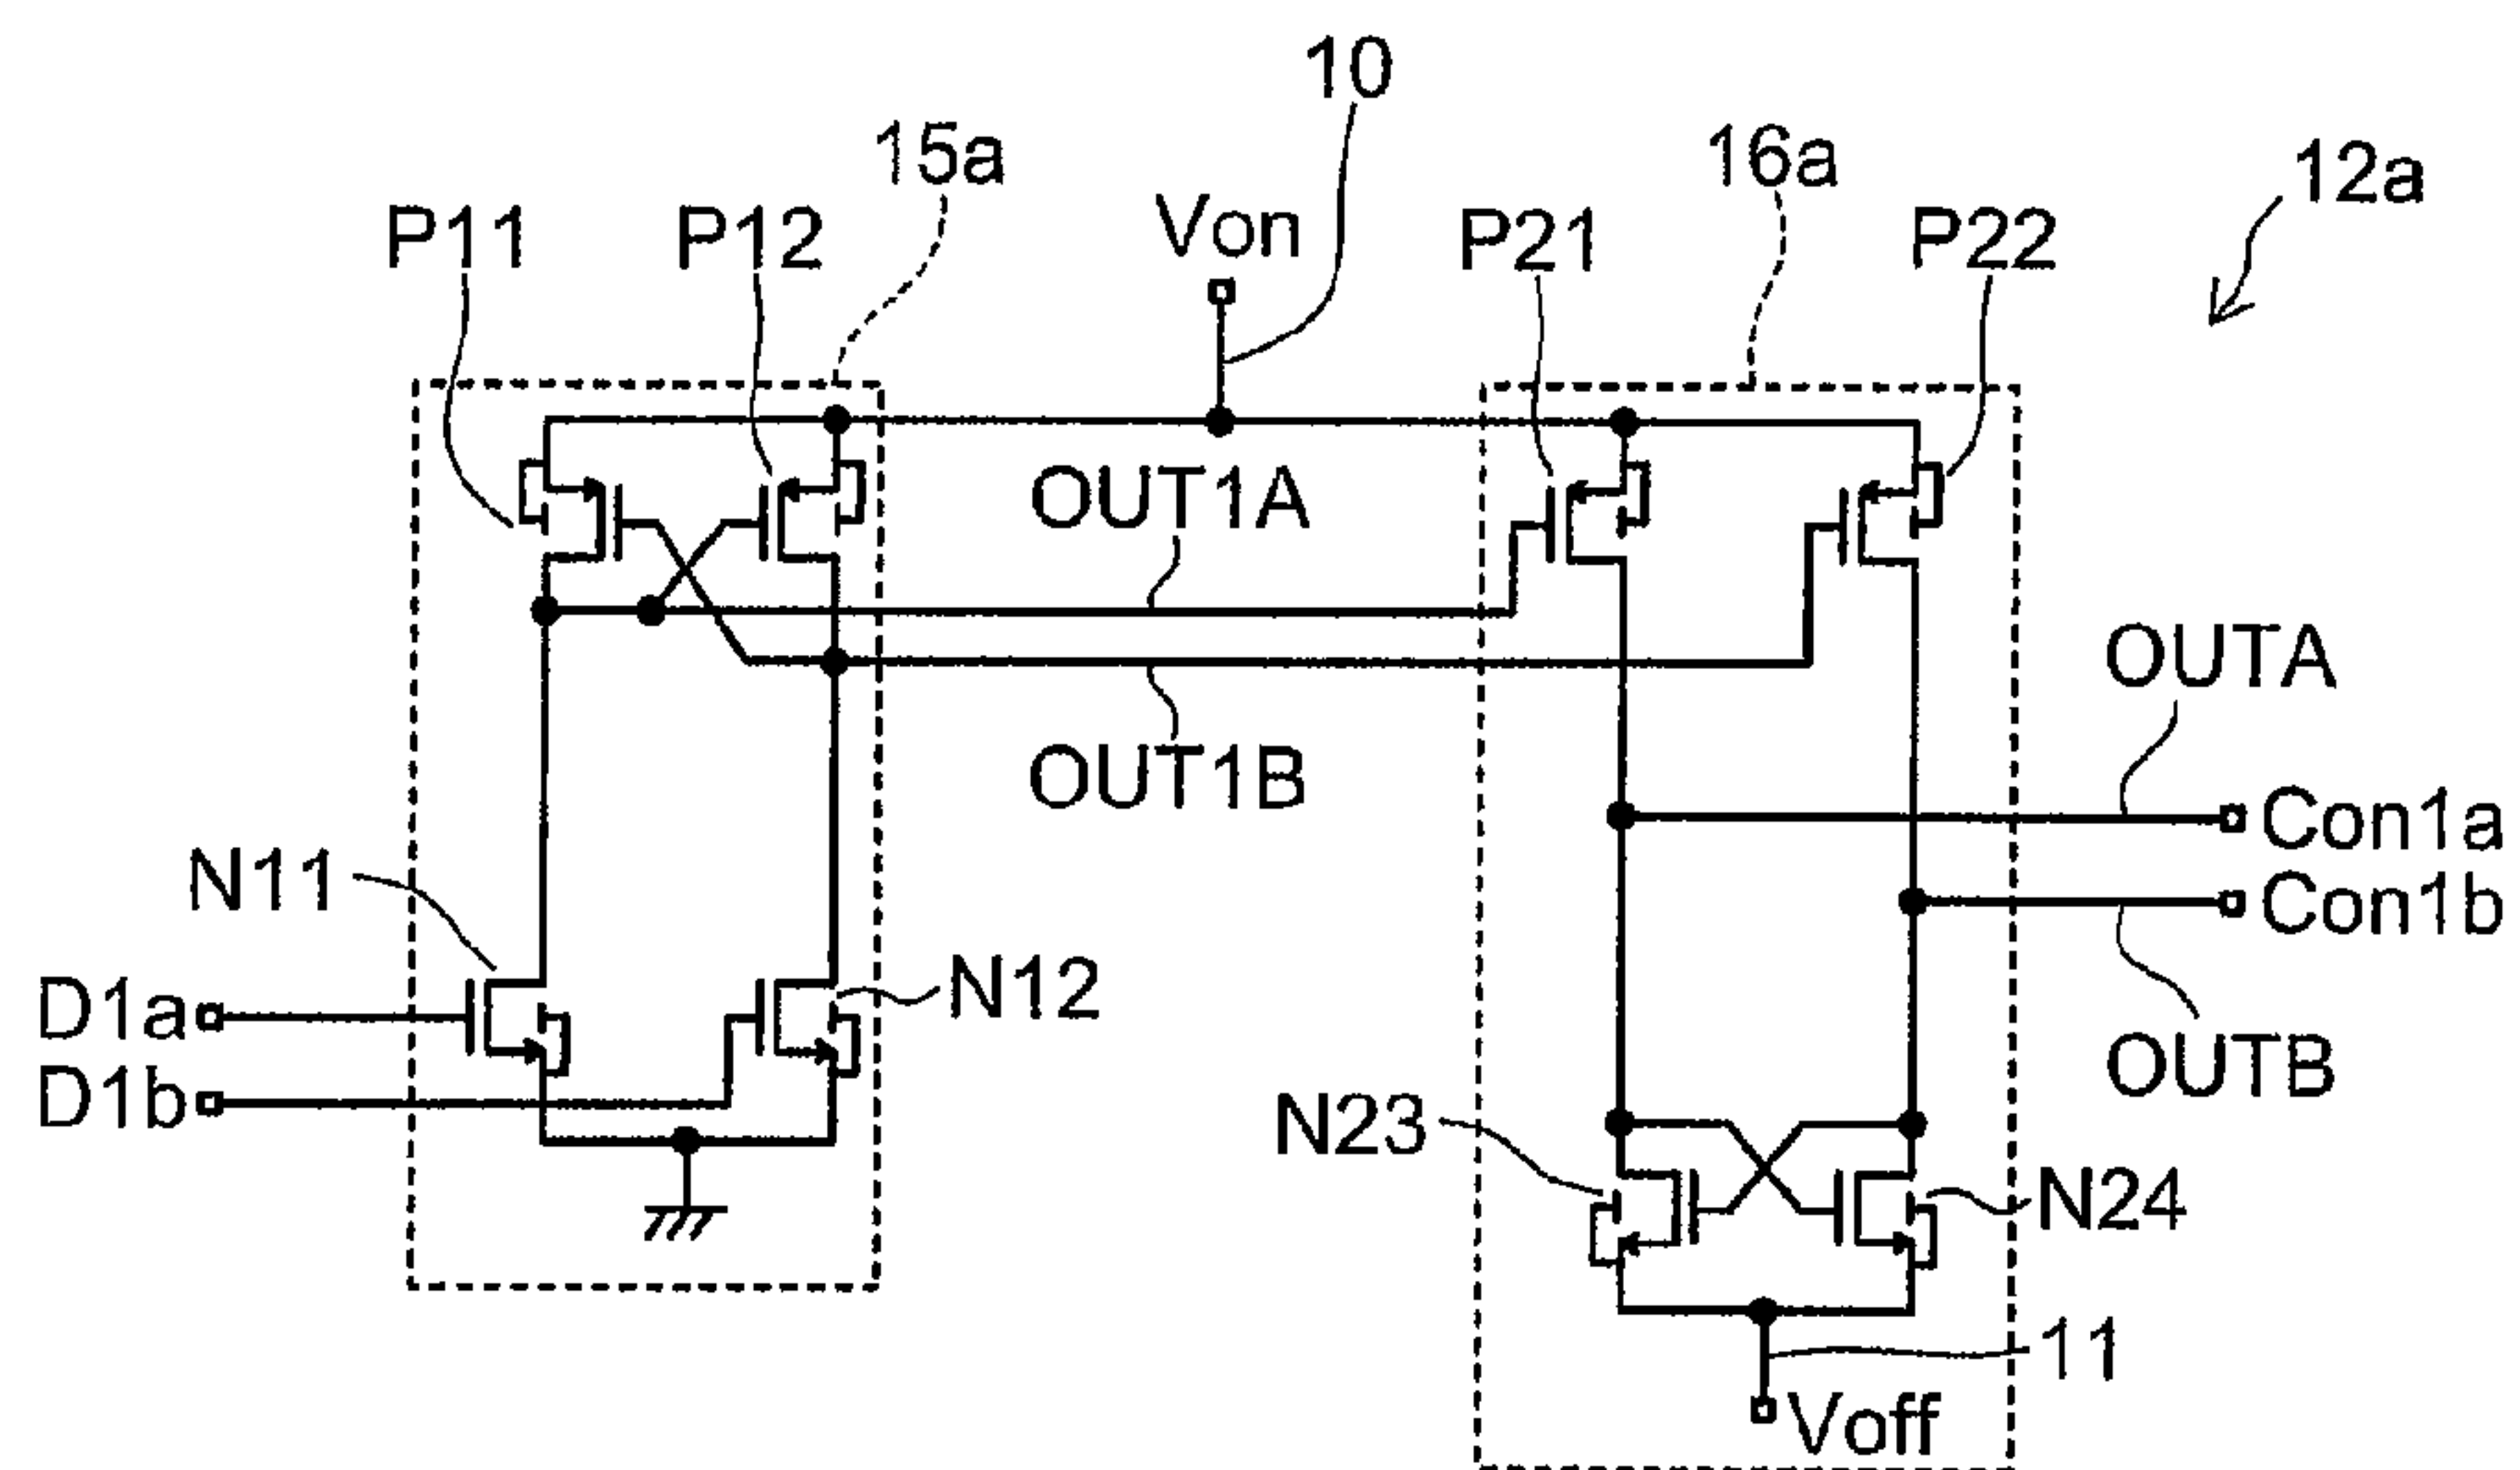 10
15a
16a
12a
P11
P12
Von
P21
P22
OUT1A
OUTA
OUT1B
Con1a
Con1b
N11
N12
D1a
D1b
OUTB
N23
N24
11
Voff